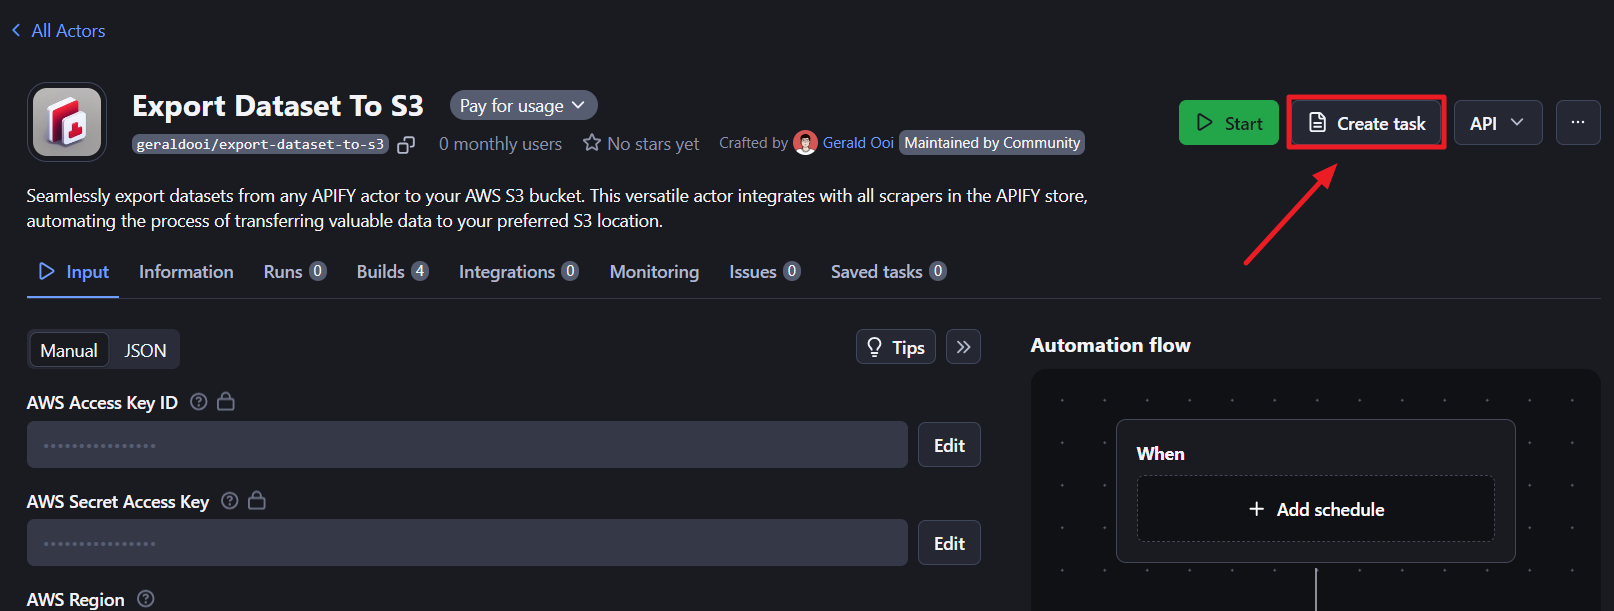 All Actors
Export Dataset To S3
Pay for usage
geraldooi/export-dataset-to-s3
0 monthly users
No stars yet
Crafted by Gerald Ooi
Maintained by Community
Start
Create task
API
...
Seamlessly export datasets from any APIFY actor to your AWS S3 bucket. This versatile actor integrates with all scrapers in the APIFY store,
automating the process of transferring valuable data to your preferred S3 location.
Input
Information
Runs 0
Builds 4
Integrations 0
Monitoring
Issues 0
Saved tasks 0
Manual
JSON
Tips
Automation flow
AWS Access Key ID
Edit
When
Add schedule
AWS Secret Access Key
Edit
AWS Region